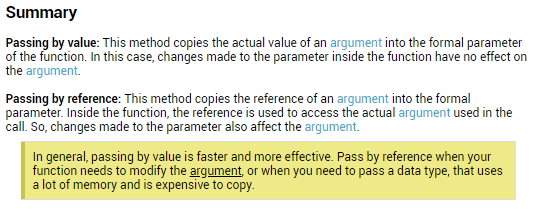 Summary
Passing by value: This method copies the actual value of an argument into the formal parameter
of the function. In this case, changes made to the parameter inside the function have no effect on
the argument.
Passing by reference: This method copies the reference of an argument into the formal
parameter. Inside the function, the reference is used to access the actual argument used in the
call. So, changes made to the parameter also affect the argument.
In general, passing by value is faster and more effective. Pass by reference when your
function needs to modify the argument, or when you need to pass a data type, that uses
a lot of memory and is expensive to copy.